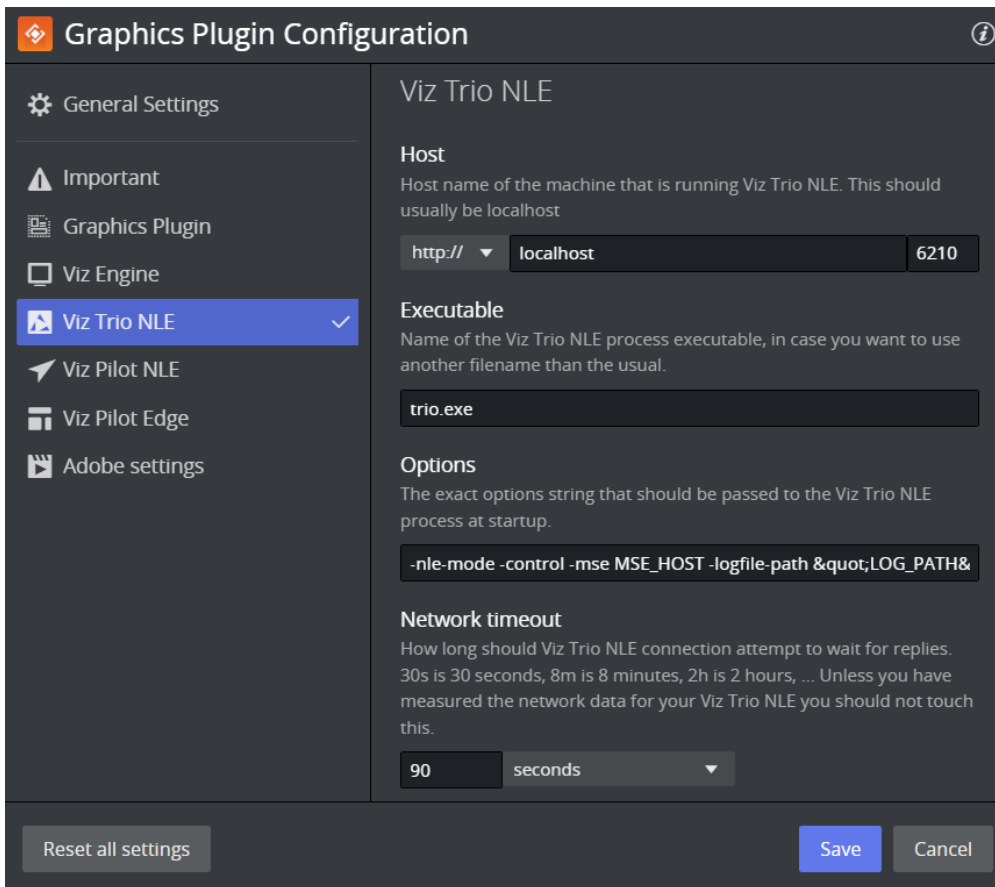 Graphics Plugin Configuration
General Settings
Important
Graphics Plugin
Viz Engine
Viz Trio NLE
Viz Pilot NLE
Viz Pilot Edge
Adobe settings
Viz Trio NLE
Host
Host name of the machine that is running Viz Trio NLE. This should
usually be localhost
http:// localhost 6210
Executable
Name of the Viz Trio NLE process executable, in case you want to use
another filename than the usual.
trio.exe
Options
The exact options string that should be passed to the Viz Trio NLE
process at startup.
-nle-mode -control -mse MSE_HOST -logfile-path &quot;LOG_PATH&
Network timeout
How long should Viz Trio NLE connection attempt to wait for replies.
30s is 30 seconds, 8m is 8 minutes, 2h is 2 hours, ... Unless you have
measured the network data for your Viz Trio NLE you should not touch
this.
90 seconds
Reset all settings
Save Cancel